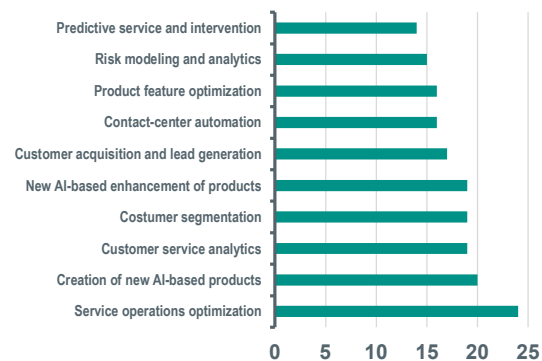 Predictive service and intervention
Risk modeling and analytics
Product feature optimization
Contact-center automation
Customer acquisition and lead generation
New AI-based enhancement of products
Costumer segmentation
Customer service analytics
Creation of new AI-based products
Service operations optimization
0 5 10 15 20 25